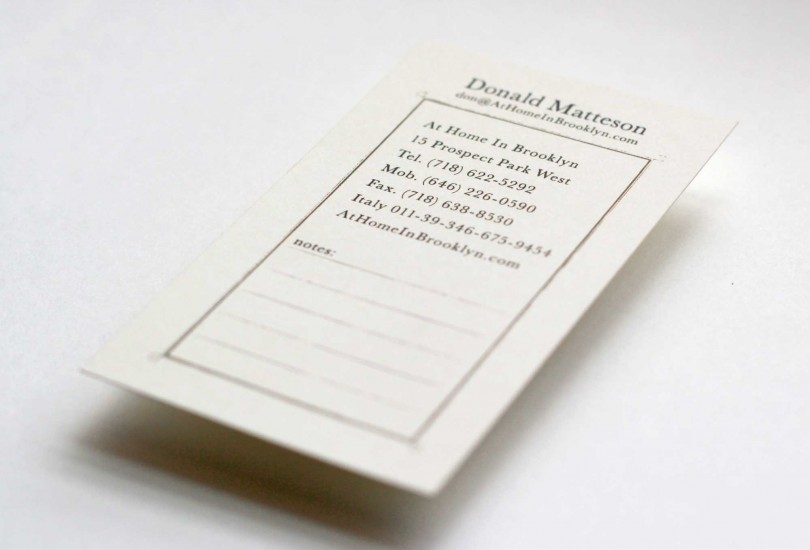 Donald Matteson
don@AtHomeInBrooklyn.com
At Home In Brooklyn
15 Prospect Park West
Tel. (718) 622-5292
Mob. (646) 226-0590
Fax. (718) 638-8530
Italy 011-39-346-675-9454
AtHomeInBrooklyn.com
notes: